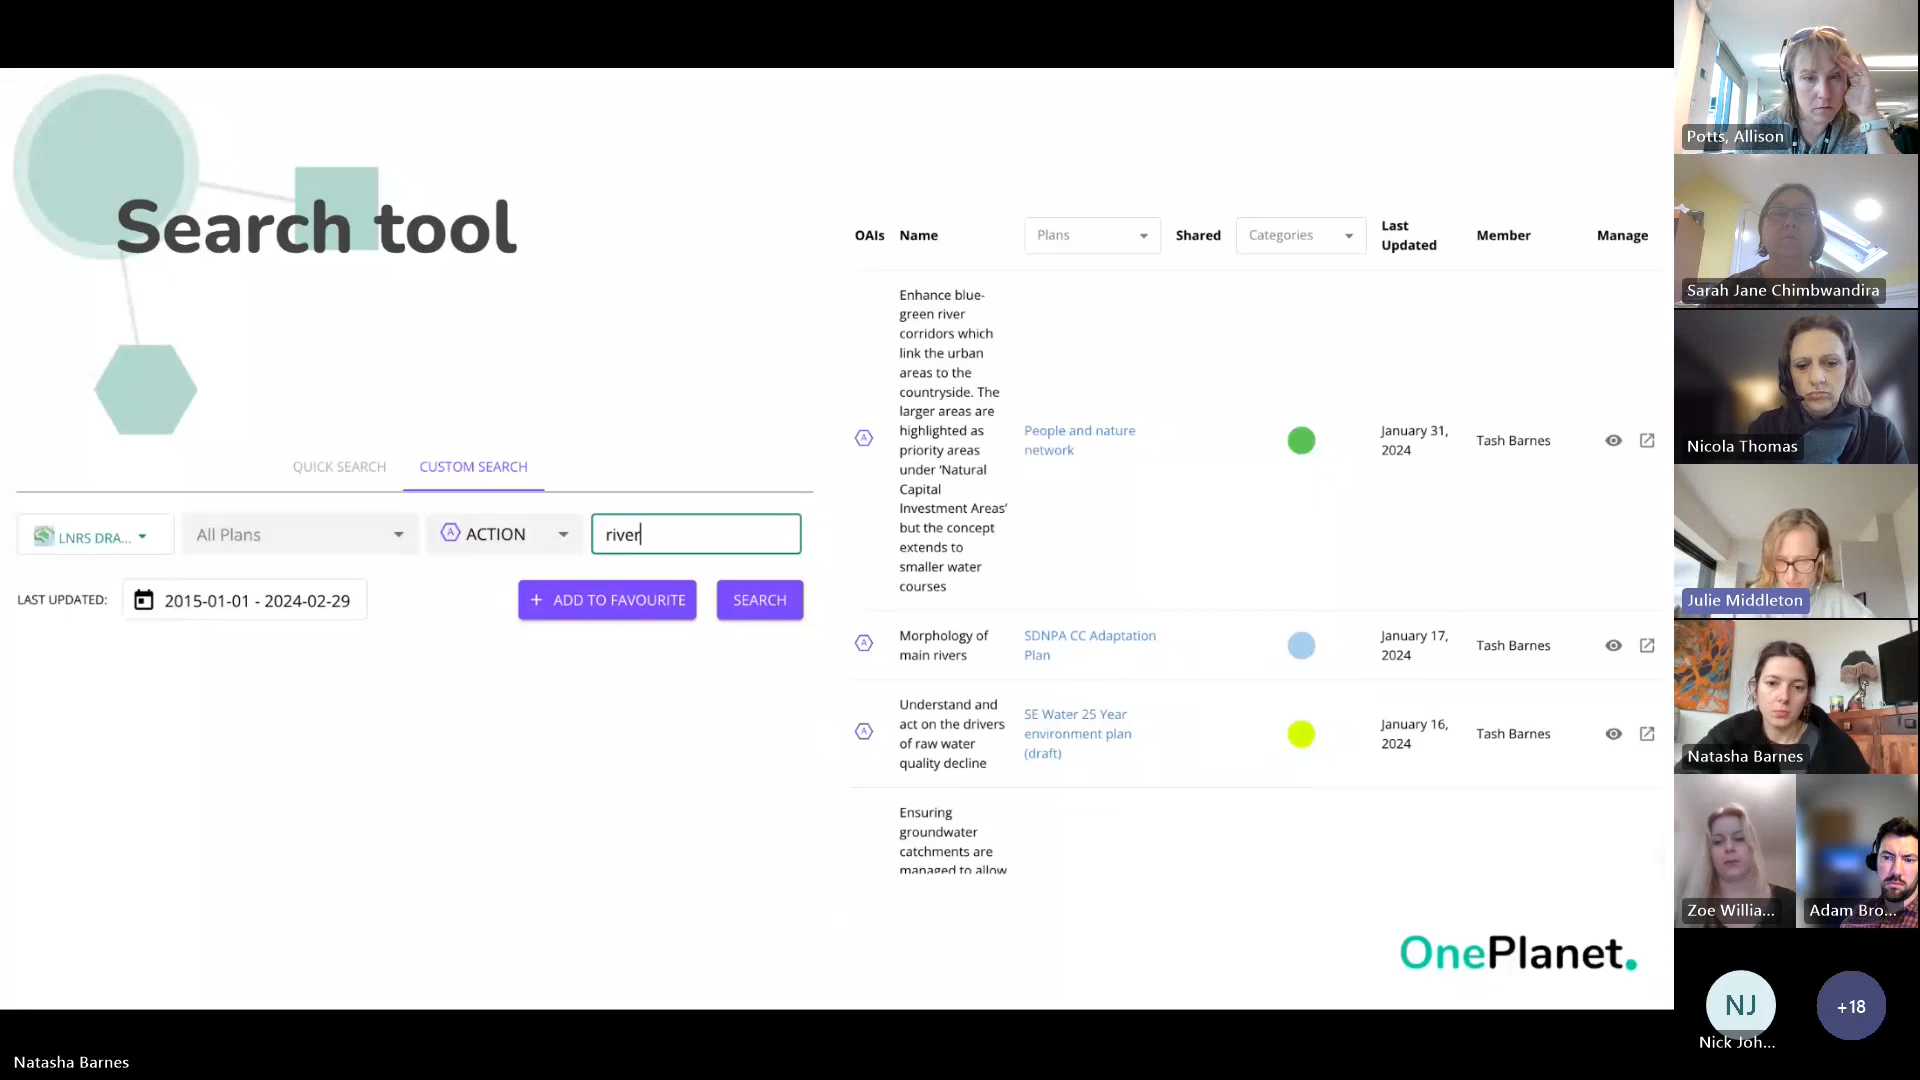 Search tool
QUICK SEARCH
CUSTOM SEARCH
LNRS DRA...
All Plans
A
ACTION
river
LAST UPDATED:
2015-01-01 - 2024-02-29
+ ADD TO FAVOURITE
SEARCH
OAIs
Name
Plans
Shared
Categories
Last
Updated
Member
Manage
A
Enhance blue-
green river
corridors which
link the urban
areas to the
countryside. The
larger areas are
highlighted as
priority areas
under ‘Natural
Capital
Investment Areas’
but the concept
extends to
smaller water
courses
People and nature
network
January 31,
2024
Tash Barnes
A
Morphology of
main rivers
SDNPA CC Adaptation
Plan
January 17,
2024
Tash Barnes
A
Understand and
act on the drivers
of raw water
quality decline
SE Water 25 Year
environment plan
(draft)
January 16,
2024
Tash Barnes
Ensuring
groundwater
catchments are
managed to allow
OnePlanet.
Natasha Barnes
Potts, Allison
Sarah Jane Chimbwandira
Nicola Thomas
Julie Middleton
Natasha Barnes
Zoe Willia...
Adam Bro...
NJ
Nick Joh...
+18